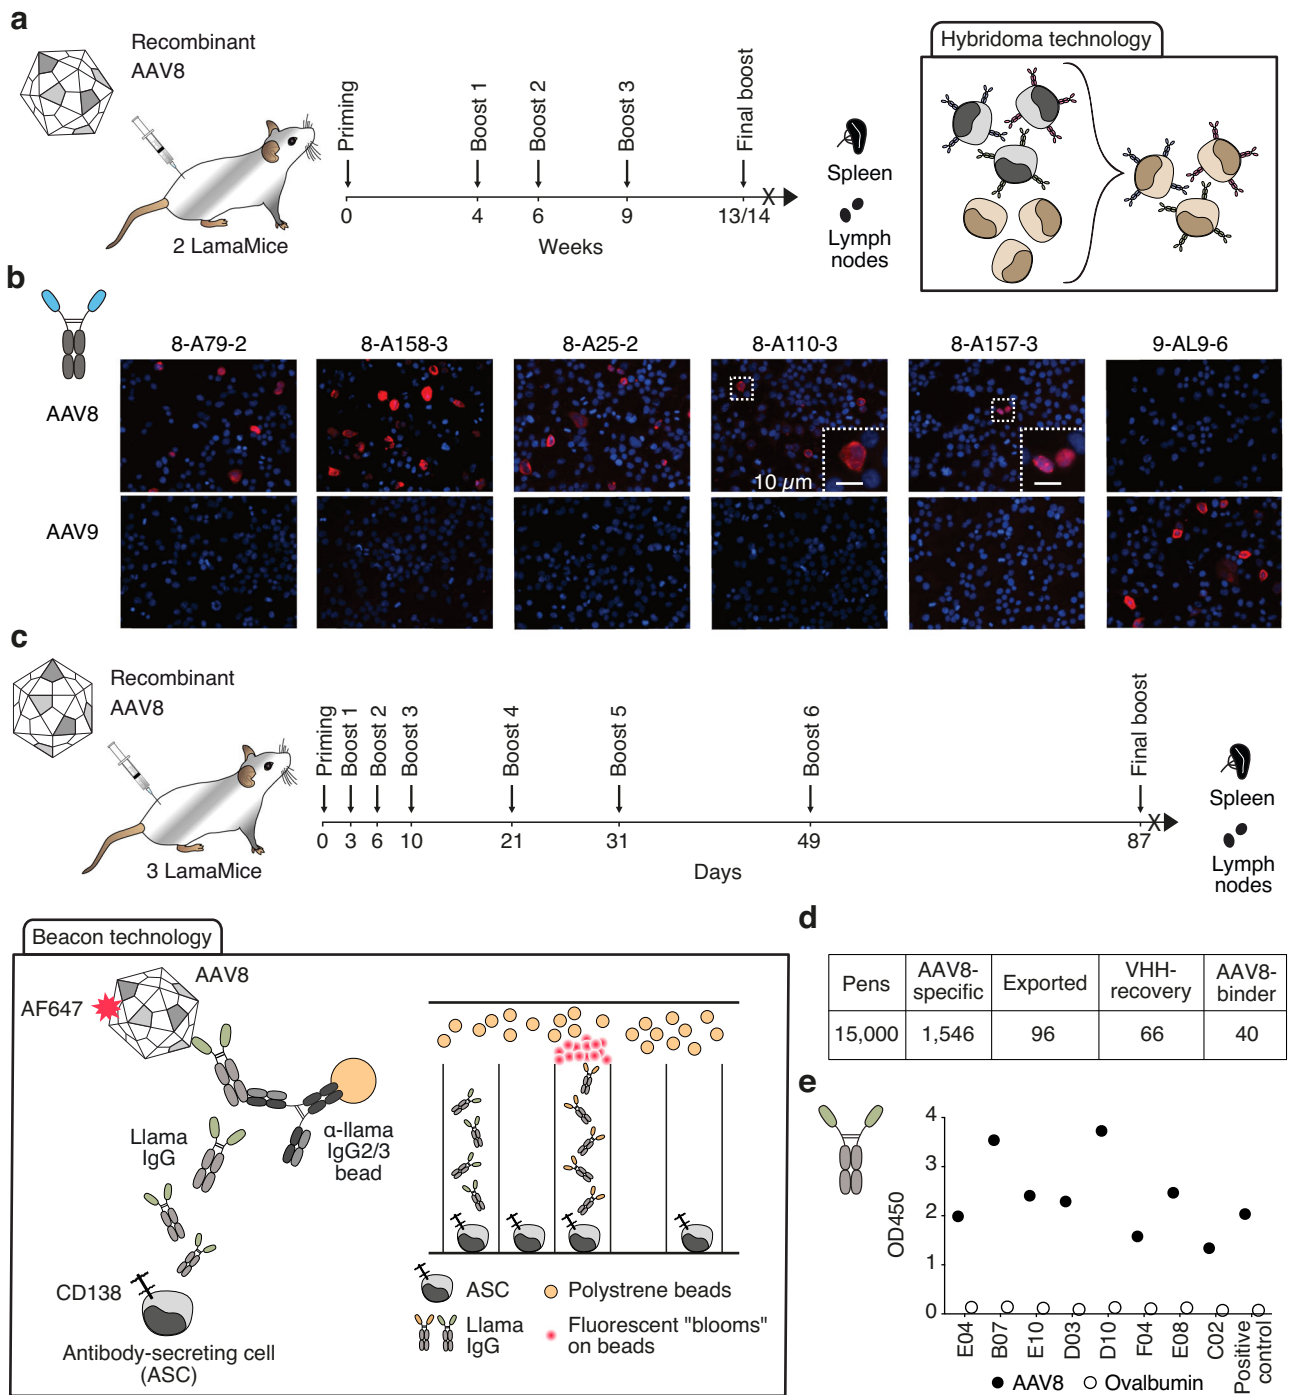 a
Recombinant
AAV8
2 LamaMice
Priming
Boost 1
Boost 2
Boost 3
Final boost
0
4
6
9
13/14
X
Weeks
Spleen
Lymph
nodes
Hybridoma technology
b
8-A79-2
8-A158-3
8-A25-2
8-A110-3
8-A157-3
9-AL9-6
AAV8
10 µm
AAV9
c
Recombinant
AAV8
3 LamaMice
Priming
Boost 1
Boost 2
Boost 3
Boost 4
Boost 5
Boost 6
Final boost
0
3
6
10
21
31
49
87
X
Days
Spleen
Lymph
nodes
Beacon technology
AAV8
AF647
Llama
IgG
α-llama
IgG2/3
bead
CD138
Antibody-secreting cell
(ASC)
ASC
Polystrene beads
Llama
IgG
Fluorescent "blooms"
on beads
d
Pens
AAV8-
specific
Exported
VHH-
recovery
AAV8-
binder
15,000
1,546
96
66
40
e
OD450
4
3
2
1
0
E04
B07
E10
D03
D10
F04
E08
C02
Positive
control
AAV8
Ovalbumin